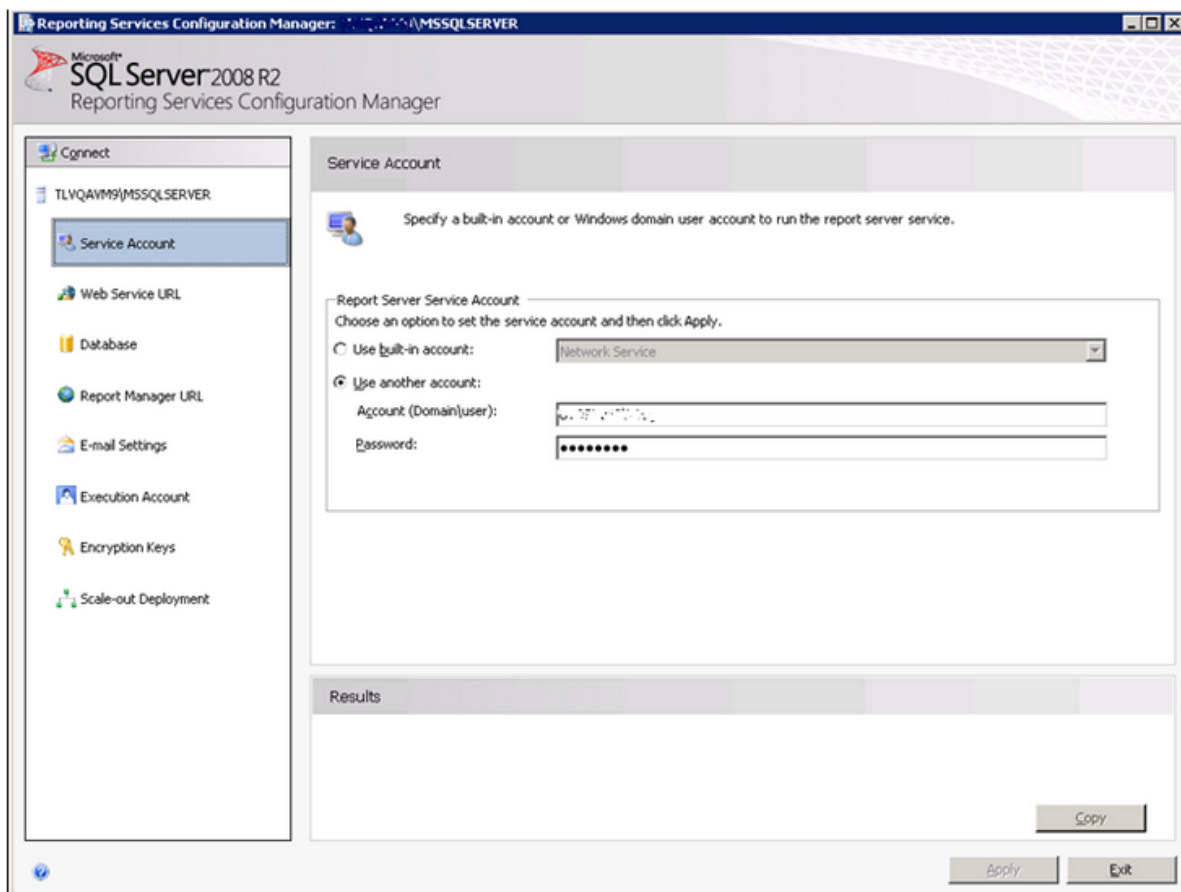 Reporting Services Configuration Manager: \MSSQLSERVER
Microsoft®
SQL Server 2008 R2
Reporting Services Configuration Manager
Connect
TLVQAVM9\MSSQLSERVER
Service Account
Web Service URL
Database
Report Manager URL
E-mail Settings
Execution Account
Encryption Keys
Scale-out Deployment
Service Account
Specify a built-in account or Windows domain user account to run the report server service.
Report Server Service Account
Choose an option to set the service account and then click Apply.
Use built-in account:
Network Service
Use another account:
Account (Domain\user):
Password:
●●●●●●●●
Results
Copy
Apply
Exit